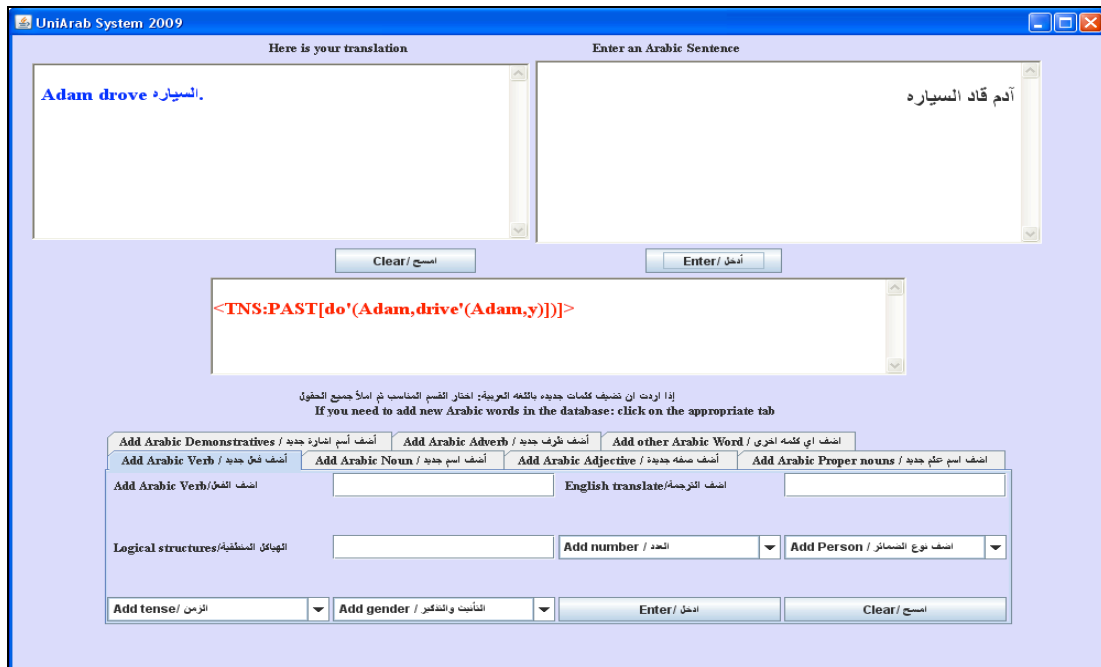 UniArab System 2009
Here is your translation
Enter an Arabic Sentence
Adam drove السياره.
آدم قاد السياره
Clear/ امسح
Enter/ أدخل
<TNS:PAST[do'(Adam,drive'(Adam,y)])]>
إذا اردت ان تضيف كلمات جديده باللغه العربية: اختار القسم المناسب ثم املأ جميع الحقول
If you need to add new Arabic words in the database: click on the appropriate tab
Add Arabic Demonstratives / أضف أسم اشارة جديد
Add Arabic Adverb / أضف ظرف جديد
Add other Arabic Word / اضف اي كلمه اخرى
Add Arabic Verb / أضف فعل جديد
Add Arabic Noun / أضف اسم جديد
Add Arabic Adjective / أضف صفه جديدة
Add Arabic Proper nouns / اضف اسم علم جديد
Add Arabic Verb/اضف الفعل
English translate/اضف الترجمة
Logical structures/الهياكل المنطقية
Add number / العدد
Add Person / اضف نوع الضمائر
Add tense/ الزمن
Add gender / التأنيث والتذكير
Enter/ ادخل
Clear/ امسح